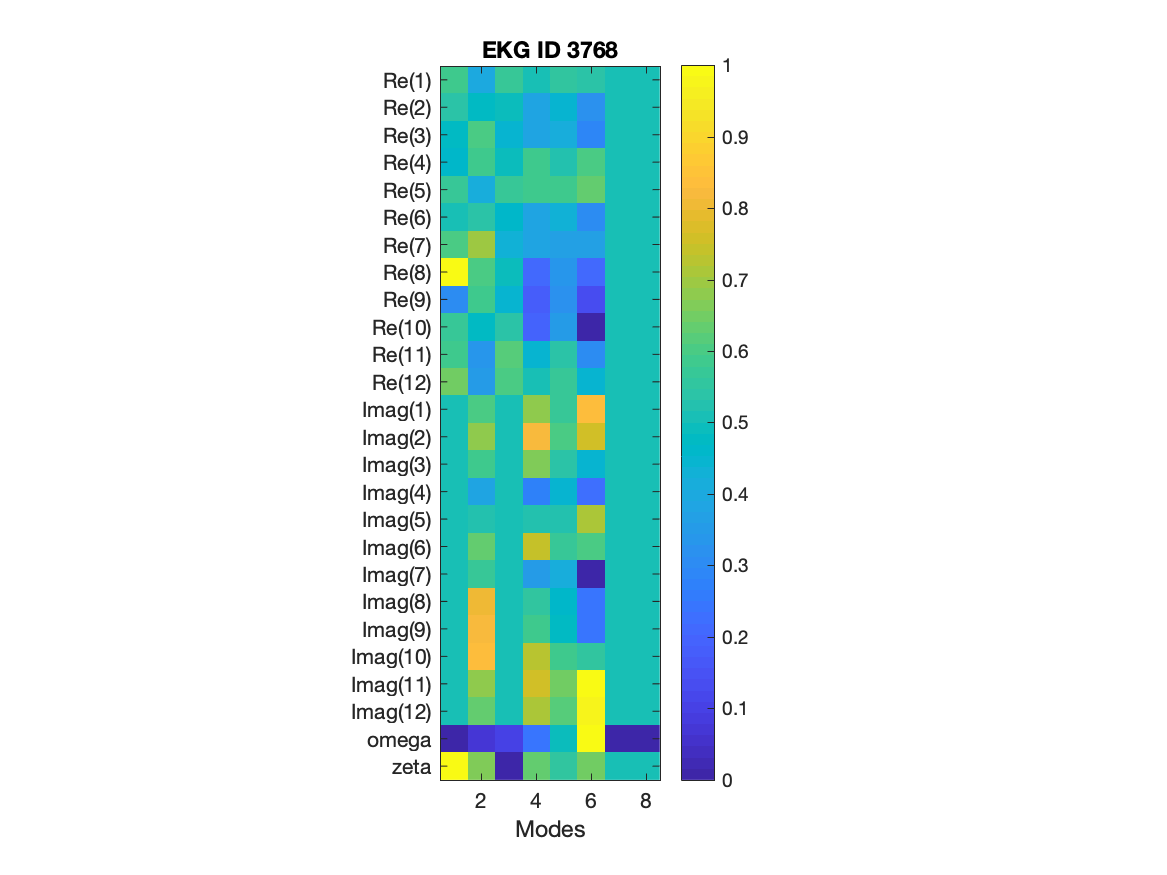 EKG ID 3768
Re(1)
Re(2)
Re(3)
Re(4)
Re(5)
Re(6)
Re(7)
Re(8)
Re(9)
Re(10)
Re(11)
Re(12)
Imag(1)
Imag(2)
Imag(3)
Imag(4)
Imag(5)
Imag(6)
Imag(7)
Imag(8)
Imag(9)
Imag(10)
Imag(11)
Imag(12)
omega
zeta
2 4 6 8
Modes
1
0.9
0.8
0.7
0.6
0.5
0.4
0.3
0.2
0.1
0